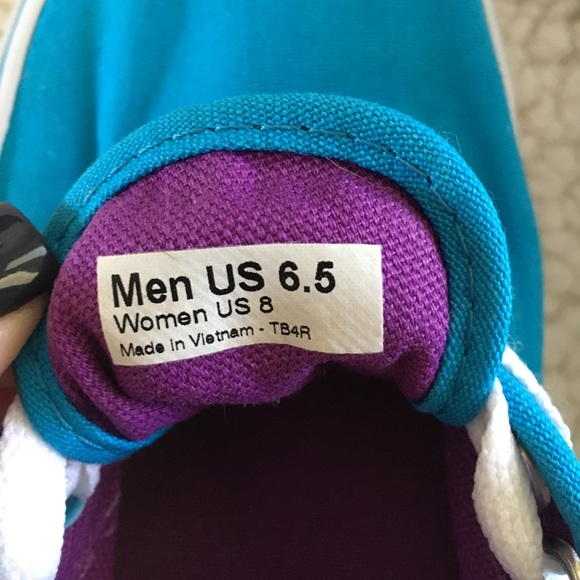 Men US 6.5
Women US 8
Made in Vietnam - TB4R